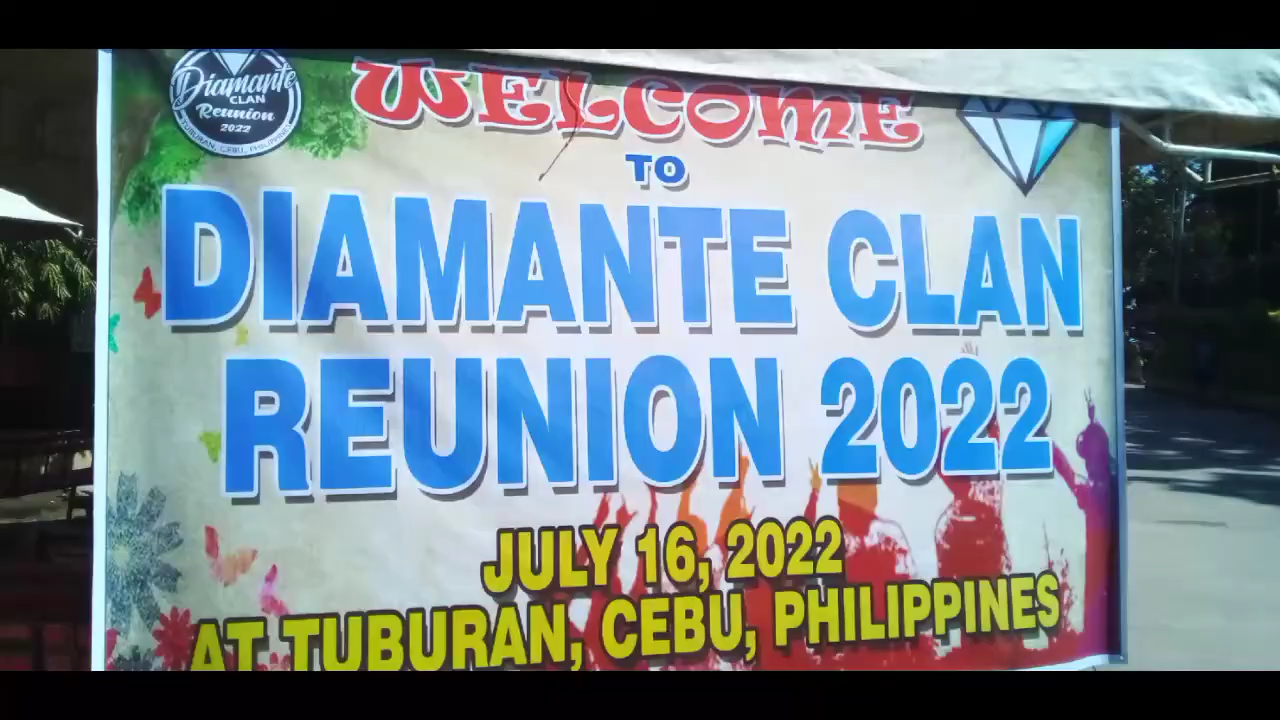 Diamante
CLAN
Reunion
2022
TUBURAN, CEBU, PHILIPPINES
WELCOME
TO
DIAMANTE CLAN
REUNION 2022
JULY 16, 2022
AT TUBURAN, CEBU, PHILIPPINES